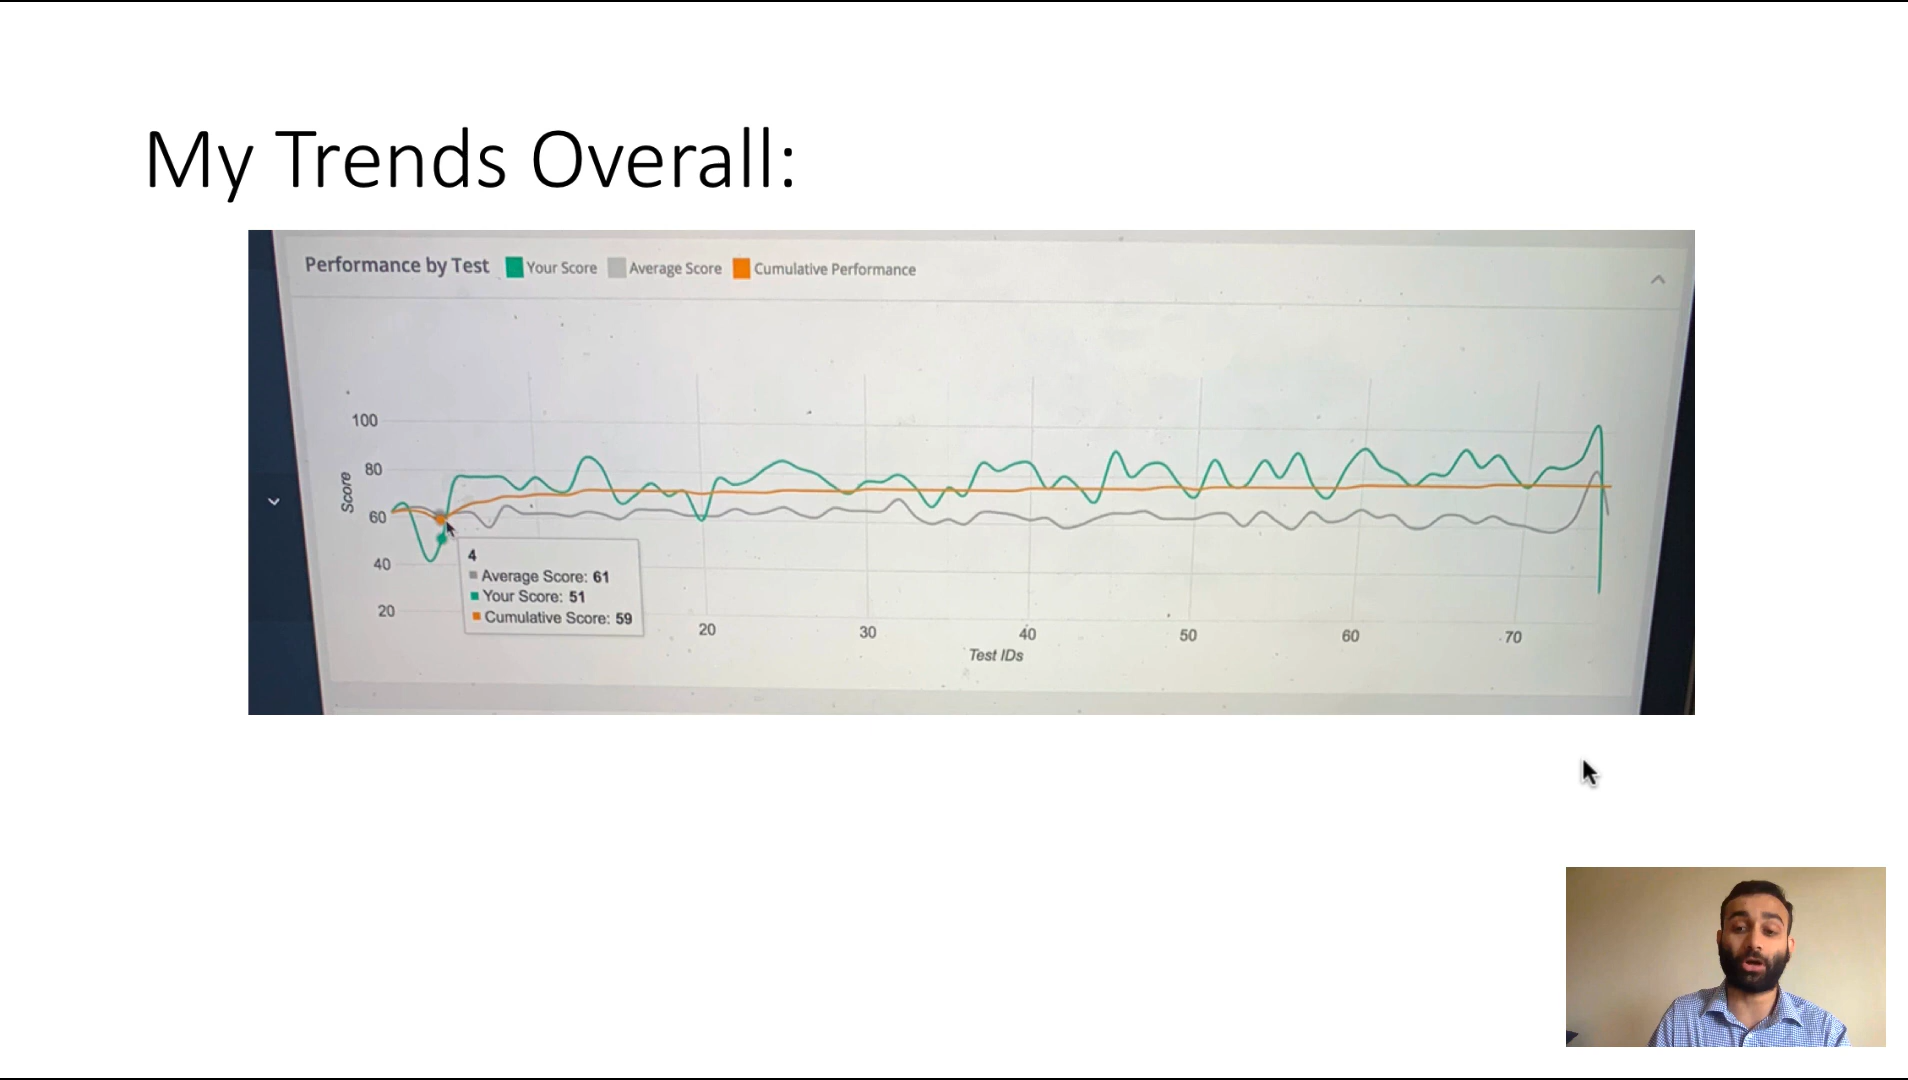 My Trends Overall:
Performance by Test Your Score Average Score Cumulative Performance
100
80
60
40
20
Score
4
Average Score: 61
Your Score: 51
Cumulative Score: 59
20 30 40 50 60 70
Test IDs